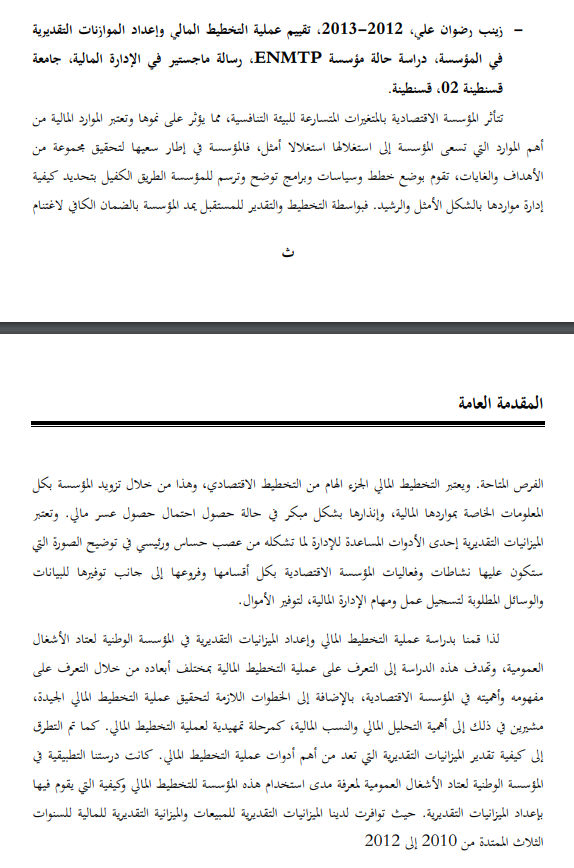 − زينب رضوان علي، 2012−2013، تقييم عملية التخطيط المالي وإعداد الموازنات التقديرية
في المؤسسة، دراسة حالة مؤسسة ENMTP، رسالة ماجستير في الإدارة المالية، جامعة
قسنطينة 02، قسنطينة.
تتأثر المؤسسة الاقتصادية بالمتغيرات المتسارعة للبيئة التنافسية، مما يؤثر على نموها وتعتبر الموارد المالية من
أهم الموارد التي تسعى المؤسسة إلى استغلالها استغلالا أمثل، فالمؤسسة في إطار سعيها لتحقيق مجموعة من
الأهداف والغايات، تقوم بوضع خطط وسياسات وبرامج توضح وترسم للمؤسسة الطريق الكفيل بتحديد كيفية
إدارة مواردها بالشكل الأمثل والرشيد. فبواسطة التخطيط والتقدير للمستقبل يمد المؤسسة بالضمان الكافي لاغتنام
ث
المقدمة العامة
الفرص المتاحة. ويعتبر التخطيط المالي الجزء الهام من التخطيط الاقتصادي، وهذا من خلال تزويد المؤسسة بكل
المعلومات الخاصة بمواردها المالية، وإنذارها بشكل مبكر في حالة حصول احتمال حصول عسر مالي. وتعتبر
الميزانيات التقديرية إحدى الأدوات المساعدة للإدارة لما تشكله من عصب حساس ورئيسي في توضيح الصورة التي
ستكون عليها نشاطات وفعاليات المؤسسة الاقتصادية بكل أقسامها وفروعها إلى جانب توفيرها للبيانات
والوسائل المطلوبة لتسجيل عمل ومهام الإدارة المالية، لتوفير الأموال.
لذا قمنا بدراسة عملية التخطيط المالي وإعداد الميزانيات التقديرية في المؤسسة الوطنية لعتاد الأشغال
العمومية، وتهدف هذه الدراسة إلى التعرف على عملية التخطيط المالية بمختلف أبعاده من خلال التعرف على
مفهومه وأهميته في المؤسسة الاقتصادية، بالإضافة إلى الخطوات اللازمة لتحقيق عملية التخطيط المالي الجيدة،
مشيرين في ذلك إلى أهمية التحليل المالي والنسب المالية، كمرحلة تمهيدية لعملية التخطيط المالي. كما تم التطرق
إلى كيفية تقدير الميزانيات التقديرية التي تعد من أهم أدوات عملية التخطيط المالي. كانت درستنا التطبيقية في
المؤسسة الوطنية لعتاد الأشغال العمومية لمعرفة مدى استخدام هذه المؤسسة للتخطيط المالي وكيفية التي يقوم فيها
بإعداد الميزانيات التقديرية. حيث توافرت لدينا الميزانيات التقديرية للمبيعات والميزانية التقديرية للمالية للسنوات
الثلاث الممتدة من 2010 إلى 2012